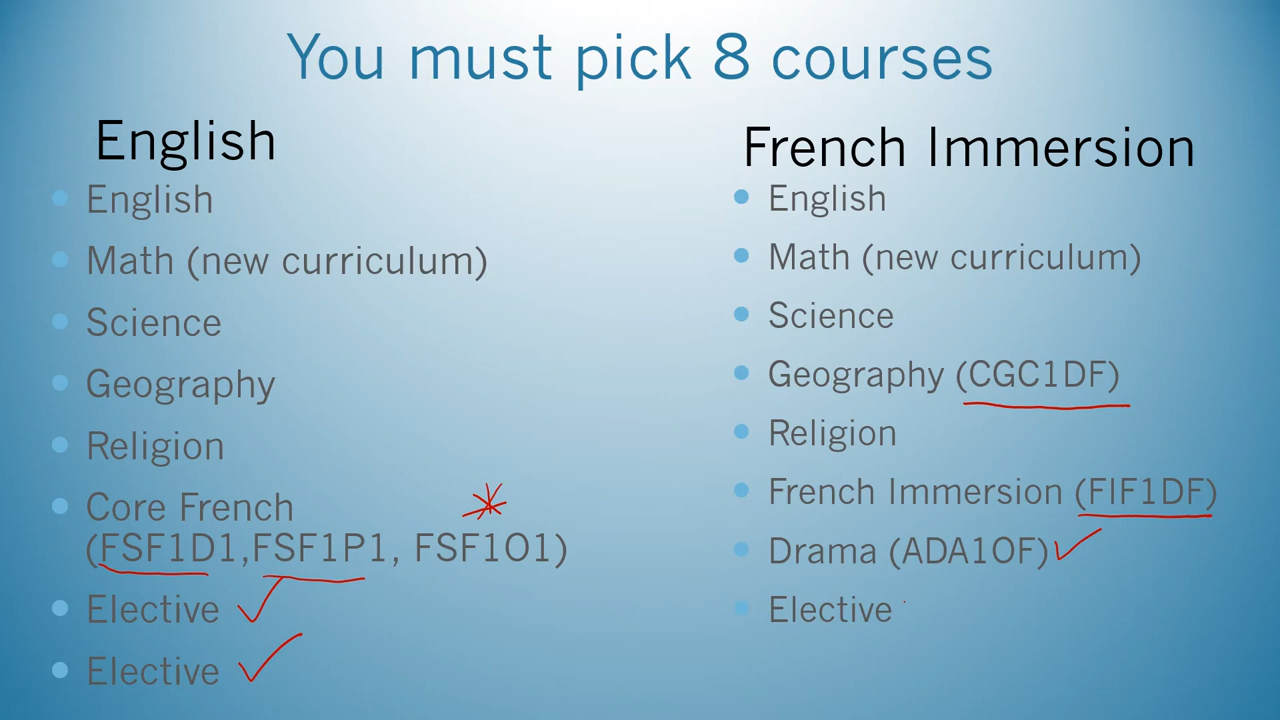 You must pick 8 courses
English
English
Math (new curriculum)
Science
Geography
Religion
Core French
(FSF1D1,FSF1P1, FSF1O1)
Elective
Elective
French Immersion
English
Math (new curriculum)
Science
Geography (CGC1DF)
Religion
French Immersion (FIF1DF)
Drama (ADA1OF)
Elective